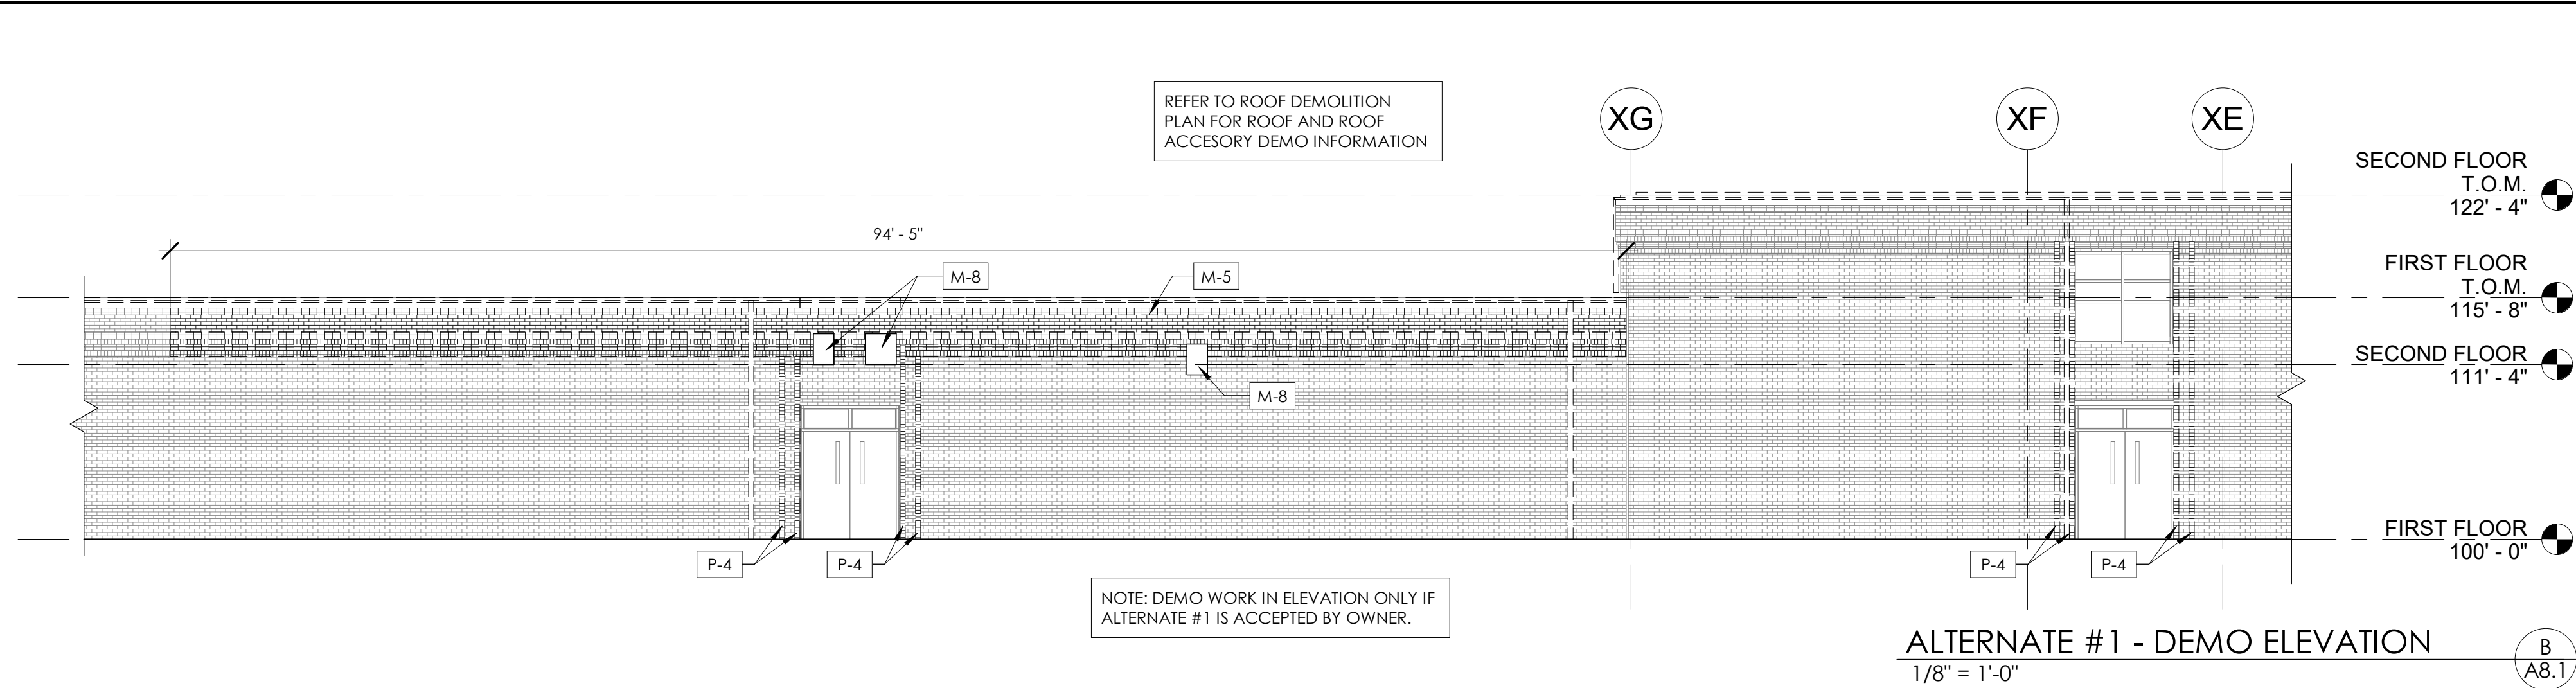 REFER TO ROOF DEMOLITION
PLAN FOR ROOF AND ROOF
ACCESORY DEMO INFORMATION
XG
XF
XE
SECOND FLOOR
T.O.M.
122' - 4"
94' - 5"
M-8
M-5
FIRST FLOOR
T.O.M.
115' - 8"
SECOND FLOOR
111' - 4"
M-8
FIRST FLOOR
100' - 0"
P-4
P-4
P-4
P-4
NOTE: DEMO WORK IN ELEVATION ONLY IF
ALTERNATE #1 IS ACCEPTED BY OWNER.
ALTERNATE #1 - DEMO ELEVATION
1/8" = 1'-0"
B
A8.1